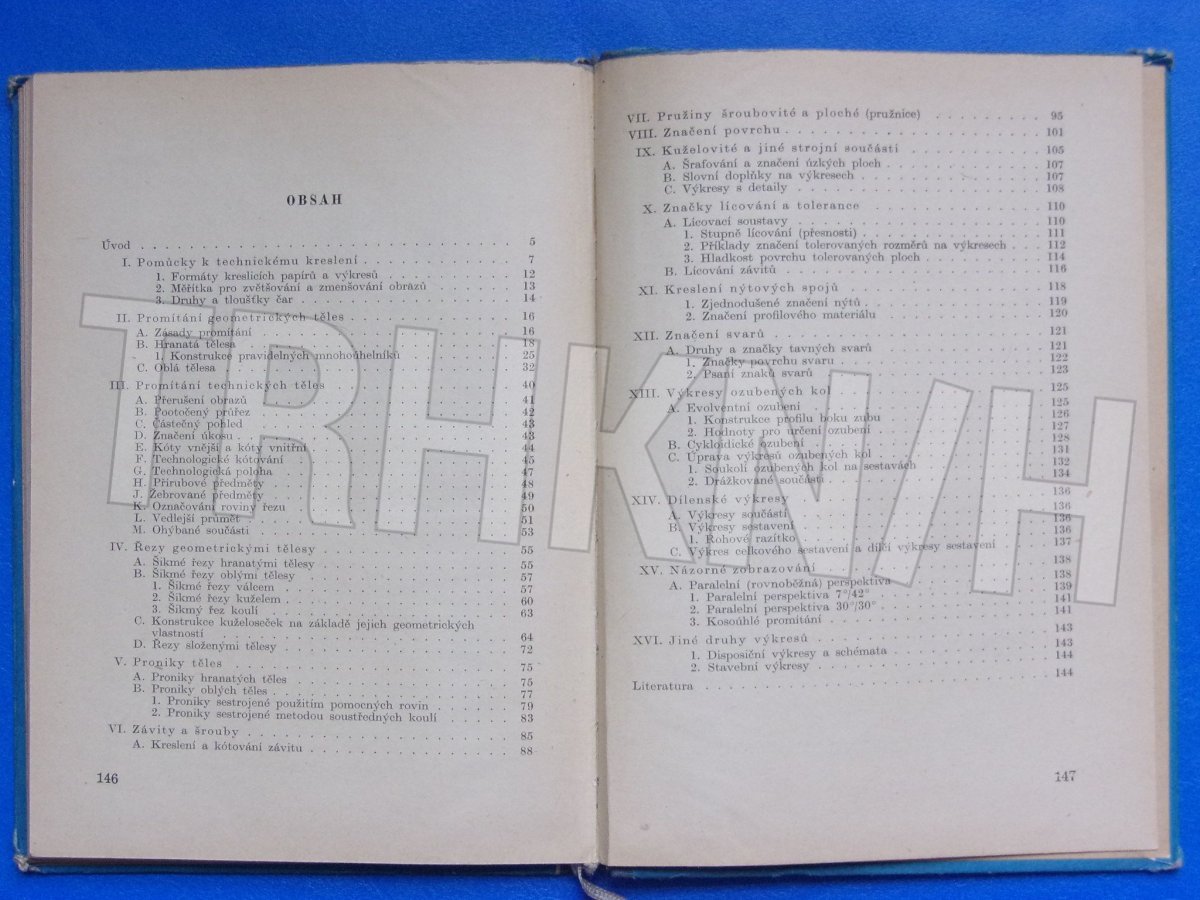 OBSAH
Úvod 5
I. Pomůcky k technickému kreslení 7
1. Formáty kreslicích papírů a výkresů 12
2. Měřítka pro zvětšování a zmenšování obrazů 13
3. Druhy a tloušťky čar 14
II. Promítání geometrických těles 16
A. Zásady promítání 16
B. Hranatá tělesa 18
1. Konstrukce pravidelných mnohoúhelníků 25
C. Oblá tělesa 32
III. Promítání technických těles 40
A. Přerušení obrazů 41
B. Pootočený průřez 42
C. Částečný pohled 43
D. Značení úkosu 43
E. Kóty vnější a kóty vnitřní 44
F. Technologické kótování 45
G. Technologická poloha 47
H. Přírubové předměty 48
J. Žebrované předměty 49
K. Označování roviny řezu 50
L. Vedlejší průmět 51
M. Ohýbané součásti 53
IV. Řezy geometrickými tělesy 55
A. Šikmé řezy hranatými tělesy 55
B. Šikmé řezy oblými tělesy 57
1. Šikmé řezy válcem 57
2. Šikmé řezy kuželem 60
3. Šikmý řez koulí 63
C. Konstrukce kuželoseček na základě jejich geometrických
vlastností 64
D. Řezy složenými tělesy 72
V. Proniky těles 75
A. Proniky hranatých těles 75
B. Proniky oblých těles 77
1. Proniky sestrojené použitím pomocných rovin 79
2. Proniky sestrojené metodou soustředných koulí 83
VI. Závity a šrouby 85
A. Kreslení a kótování závitu 88
146
VII. Pružiny šroubovité a ploché (pružnice) 95
VIII. Značení povrchu 101
IX. Kuželovité a jiné strojní součásti 105
A. Šrafování a značení úzkých ploch 107
B. Slovní doplňky na výkresech 107
C. Výkresy s detaily 108
X. Značky lícování a tolerance 110
A. Lícovací soustavy 110
1. Stupně lícování (přesnosti) 111
2. Příklady značení tolerovaných rozměrů na výkresech 112
3. Hladkost povrchu tolerovaných ploch 114
B. Lícování závitů 116
XI. Kreslení nýtových spojů 118
1. Zjednodušené značení nýtů 119
2. Značení profilového materiálu 120
XII. Značení svarů 121
A. Druhy a značky tavných svarů 121
1. Značky povrchu svaru 122
2. Psaní znaků svarů 123
XIII. Výkresy ozubených kol 125
A. Evolventní ozubení 125
1. Konstrukce profilu boku zubu 126
2. Hodnoty pro určení ozubení 127
B. Cykloidické ozubení 128
C. Úprava výkresů ozubených kol 131
1. Soukolí ozubených kol na sestavách 132
2. Drážkované součásti 134
XIV. Dílenské výkresy 136
A. Výkresy součástí 136
B. Výkresy sestavení 136
1. Rohové razítko 136
C. Výkres celkového sestavení a dílčí výkresy sestavení 137
XV. Názorné zobrazování 138
A. Paralelní (rovnoběžná) perspektiva 138
1. Paralelní perspektiva 7°/42° 139
2. Paralelní perspektiva 30°/30° 141
3. Kosoúhlé promítání 141
XVI. Jiné druhy výkresů 143
1. Disposiční výkresy a schémata 143
2. Stavební výkresy 144
Literatura 144
147
TRHKNIH